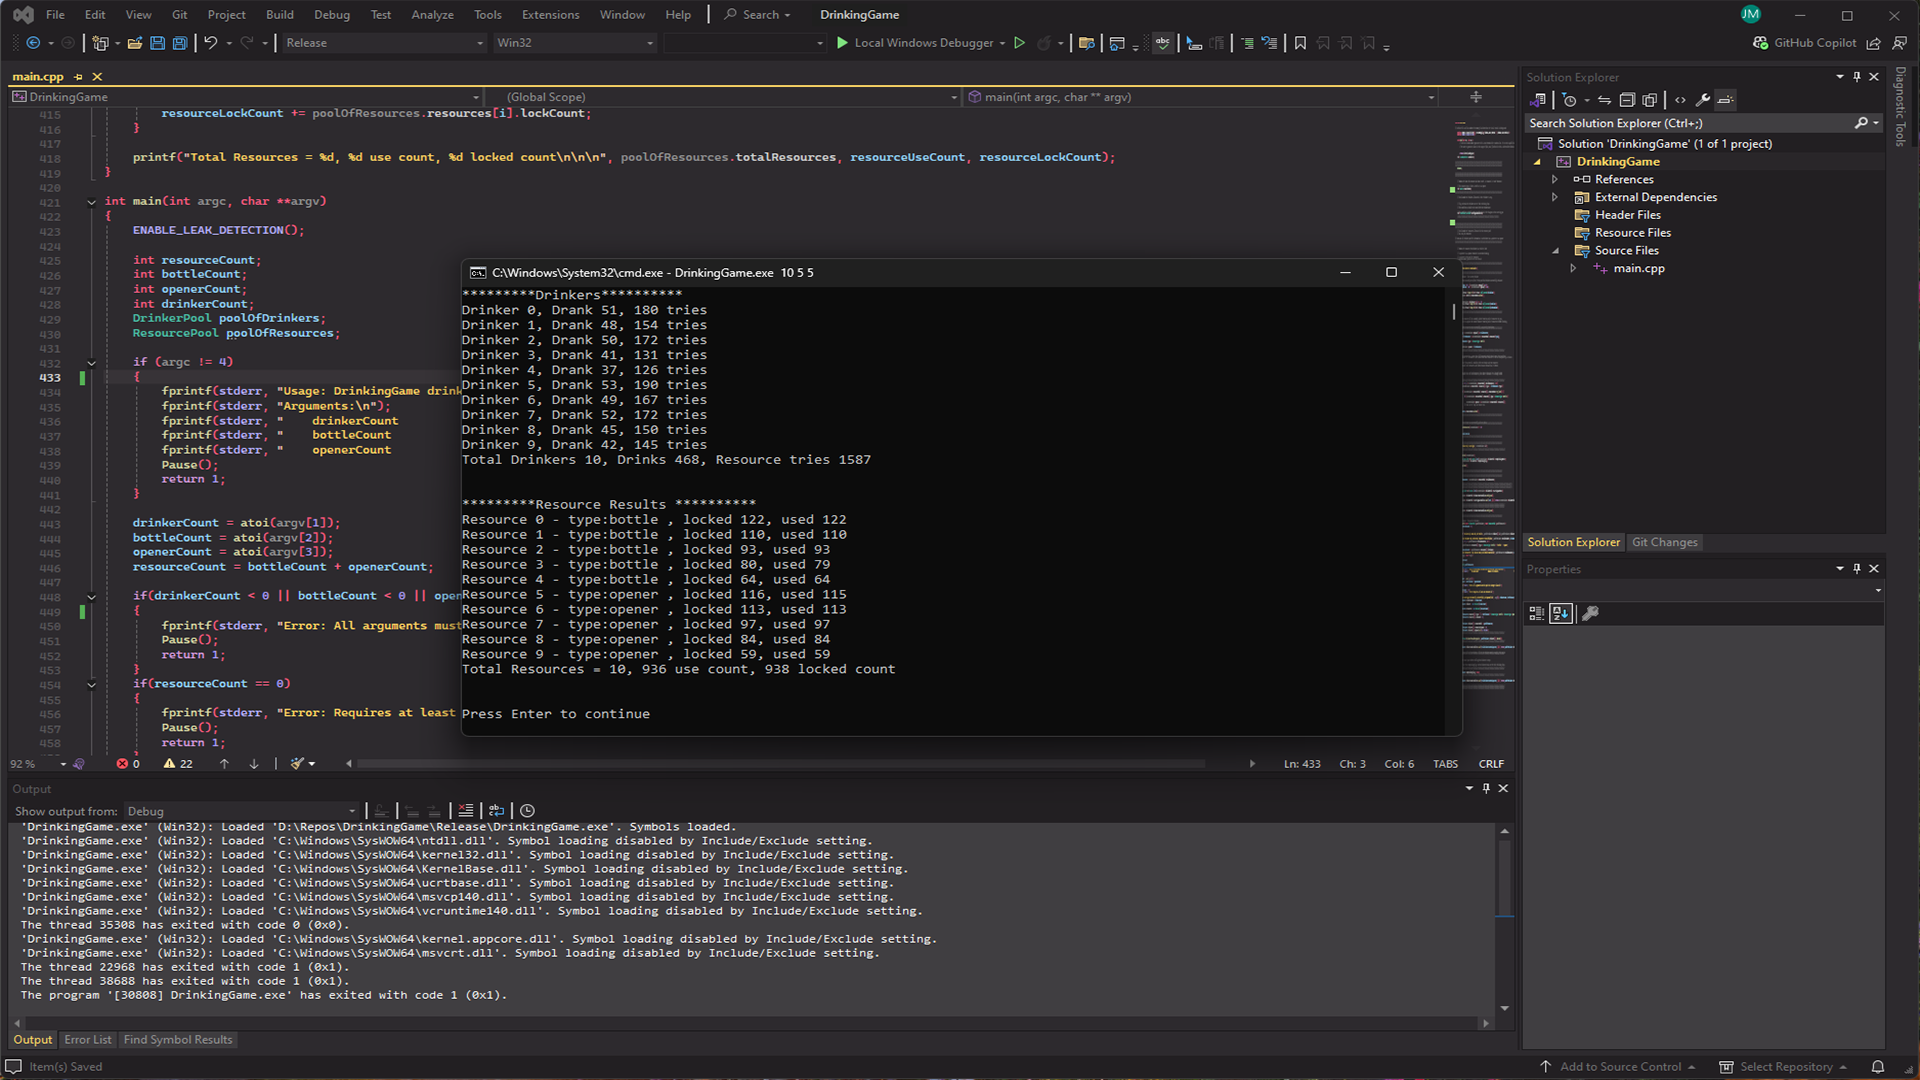 File Edit View Git Project Build Debug Test Analyze Tools Extensions Window Help Search DrinkingGame JM
Release Win32 Local Windows Debugger GitHub Copilot
main.cpp
DrinkingGame (Global Scope) main(int argc, char ** argv)
415 resourceLockCount += poolOfResources.resources[i].lockCount;
416 }
417
418 printf("Total Resources = %d, %d use count, %d locked count\n\n\n", poolOfResources.totalResources, resourceUseCount, resourceLockCount);
419 }
420
421 int main(int argc, char **argv)
422 {
423 ENABLE_LEAK_DETECTION();
424
425 int resourceCount;
426 int bottleCount;
427 int openerCount;
428 int drinkerCount;
429 DrinkerPool poolOfDrinkers;
430 ResourcePool poolOfResources;
431
432 if (argc != 4)
433 {
434 fprintf(stderr, "Usage: DrinkingGame drink
435 fprintf(stderr, "Arguments:\n");
436 fprintf(stderr, " drinkerCount
437 fprintf(stderr, " bottleCount
438 fprintf(stderr, " openerCount
439 Pause();
440 return 1;
441 }
442
443 drinkerCount = atoi(argv[1]);
444 bottleCount = atoi(argv[2]);
445 openerCount = atoi(argv[3]);
446 resourceCount = bottleCount + openerCount;
447
448 if(drinkerCount < 0 || bottleCount < 0 || open
449 {
450 fprintf(stderr, "Error: All arguments must
451 Pause();
452 return 1;
453 }
454 if(resourceCount == 0)
455 {
456 fprintf(stderr, "Error: Requires at least
457 Pause();
458 return 1;
C:\Windows\System32\cmd.exe - DrinkingGame.exe 10 5 5
*********Drinkers**********
Drinker 0, Drank 51, 180 tries
Drinker 1, Drank 48, 154 tries
Drinker 2, Drank 50, 172 tries
Drinker 3, Drank 41, 131 tries
Drinker 4, Drank 37, 126 tries
Drinker 5, Drank 53, 190 tries
Drinker 6, Drank 49, 167 tries
Drinker 7, Drank 52, 172 tries
Drinker 8, Drank 45, 150 tries
Drinker 9, Drank 42, 145 tries
Total Drinkers 10, Drinks 468, Resource tries 1587
*********Resource Results **********
Resource 0 - type:bottle , locked 122, used 122
Resource 1 - type:bottle , locked 110, used 110
Resource 2 - type:bottle , locked 93, used 93
Resource 3 - type:bottle , locked 80, used 79
Resource 4 - type:bottle , locked 64, used 64
Resource 5 - type:opener , locked 116, used 115
Resource 6 - type:opener , locked 113, used 113
Resource 7 - type:opener , locked 97, used 97
Resource 8 - type:opener , locked 84, used 84
Resource 9 - type:opener , locked 59, used 59
Total Resources = 10, 936 use count, 938 locked count
Press Enter to continue
92 % 0 22 Ln: 433 Ch: 3 Col: 6 TABS CRLF
Output
Show output from: Debug
'DrinkingGame.exe' (Win32): Loaded 'D:\Repos\DrinkingGame\Release\DrinkingGame.exe'. Symbols loaded.
'DrinkingGame.exe' (Win32): Loaded 'C:\Windows\SysWOW64\ntdll.dll'. Symbol loading disabled by Include/Exclude setting.
'DrinkingGame.exe' (Win32): Loaded 'C:\Windows\SysWOW64\kernel32.dll'. Symbol loading disabled by Include/Exclude setting.
'DrinkingGame.exe' (Win32): Loaded 'C:\Windows\SysWOW64\KernelBase.dll'. Symbol loading disabled by Include/Exclude setting.
'DrinkingGame.exe' (Win32): Loaded 'C:\Windows\SysWOW64\ucrtbase.dll'. Symbol loading disabled by Include/Exclude setting.
'DrinkingGame.exe' (Win32): Loaded 'C:\Windows\SysWOW64\msvcp140.dll'. Symbol loading disabled by Include/Exclude setting.
'DrinkingGame.exe' (Win32): Loaded 'C:\Windows\SysWOW64\vcruntime140.dll'. Symbol loading disabled by Include/Exclude setting.
The thread 35308 has exited with code 0 (0x0).
'DrinkingGame.exe' (Win32): Loaded 'C:\Windows\SysWOW64\kernel.appcore.dll'. Symbol loading disabled by Include/Exclude setting.
'DrinkingGame.exe' (Win32): Loaded 'C:\Windows\SysWOW64\msvcrt.dll'. Symbol loading disabled by Include/Exclude setting.
The thread 22968 has exited with code 1 (0x1).
The thread 38688 has exited with code 1 (0x1).
The program '[30808] DrinkingGame.exe' has exited with code 1 (0x1).
Output Error List Find Symbol Results
Item(s) Saved Add to Source Control Select Repository
Solution Explorer
Search Solution Explorer (Ctrl+;)
Solution 'DrinkingGame' (1 of 1 project)
DrinkingGame
References
External Dependencies
Header Files
Resource Files
Source Files
main.cpp
Solution Explorer Git Changes
Properties
Diagnostic Tools